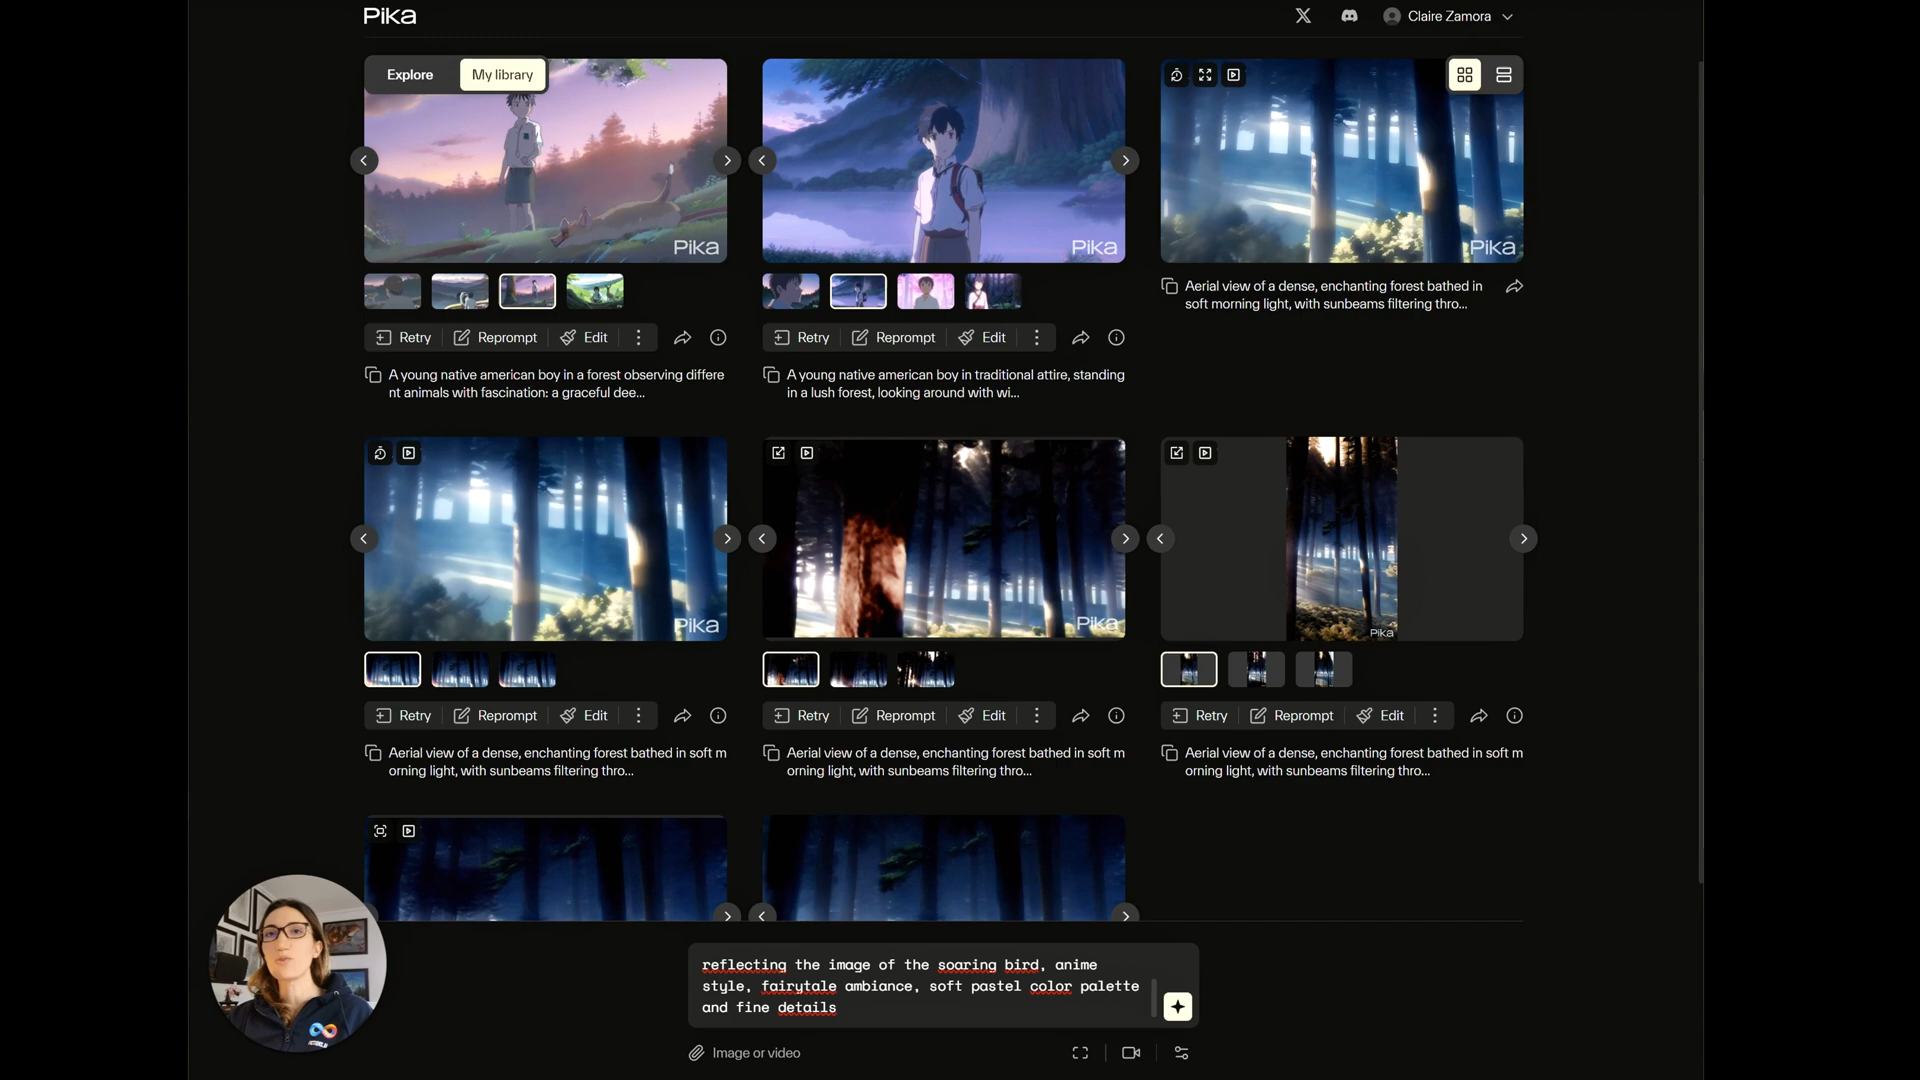 Pika
Claire Zamora
Explore
My library
Pika
Pika
Pika
Aerial view of a dense, enchanting forest bathed in
soft morning light, with sunbeams filtering thro...
Retry
Reprompt
Edit
Retry
Reprompt
Edit
A young native american boy in a forest observing differe
nt animals with fascination: a graceful dee...
A young native american boy in traditional attire, standing
in a lush forest, looking around with wi...
Pika
Pika
Pika
Retry
Reprompt
Edit
Retry
Reprompt
Edit
Retry
Reprompt
Edit
Aerial view of a dense, enchanting forest bathed in soft m
orning light, with sunbeams filtering thro...
Aerial view of a dense, enchanting forest bathed in soft m
orning light, with sunbeams filtering thro...
Aerial view of a dense, enchanting forest bathed in soft m
orning light, with sunbeams filtering thro...
reflecting the image of the soaring bird, anime
style, fairytale ambiance, soft pastel color palette
and fine details
Image or video